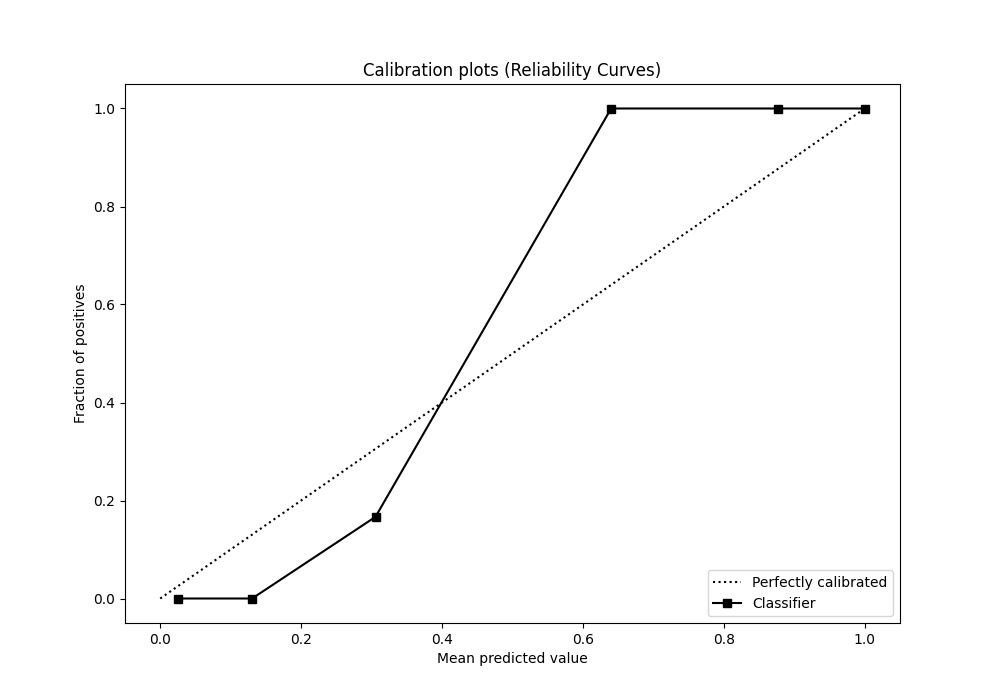 Calibration plots (Reliability Curves)
1.0
0.8
0.6
0.4
0.2
0.0
Fraction of positives
0.0 0.2 0.4 0.6 0.8 1.0
Mean predicted value
Perfectly calibrated
Classifier